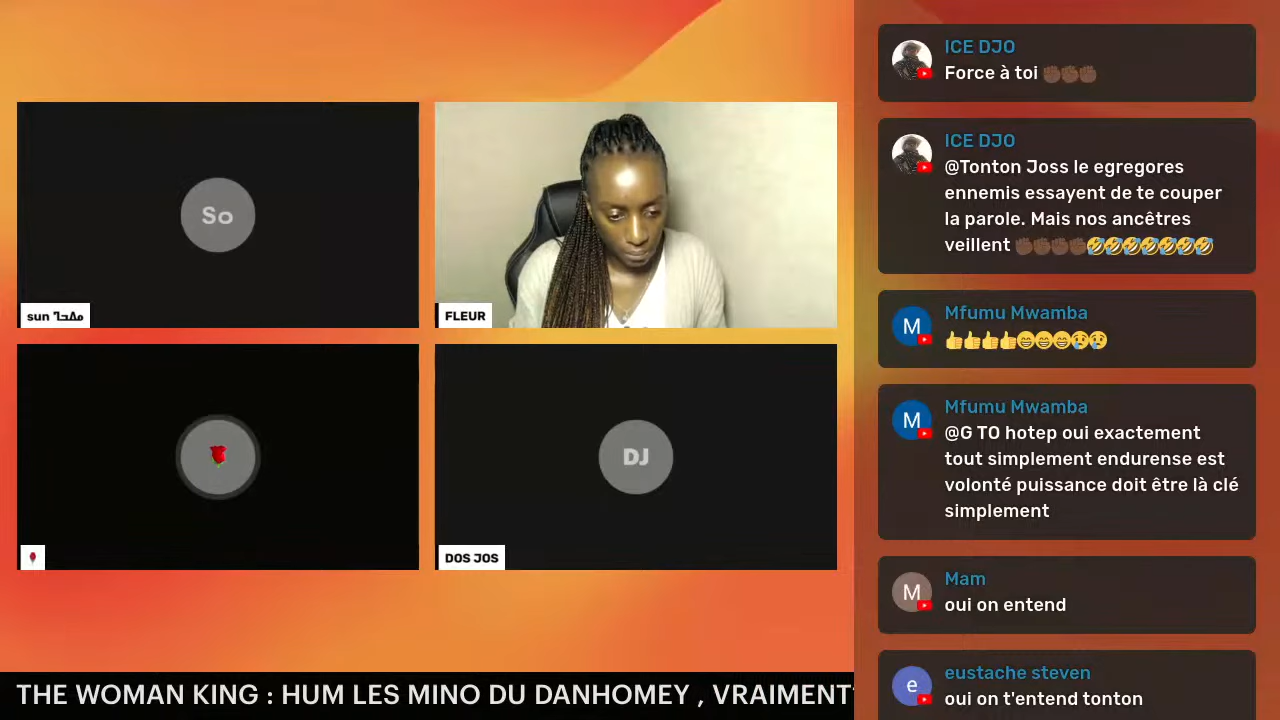 So
sun
FLEUR
DJ
DOS JOS
THE WOMAN KING : HUM LES MINO DU DANHOMEY , VRAIMENT
ICE DJO
Force à toi ✊🏾✊🏾✊🏾
ICE DJO
@Tonton Joss le egregores
ennemis essayent de te couper
la parole. Mais nos ancêtres
veillent ✊🏾✊🏾✊🏾✊🏾🤣🤣🤣🤣🤣🤣🤣
M
Mfumu Mwamba
👍👍👍👍😁😁😁😢😢
M
Mfumu Mwamba
@G TO hotep oui exactement
tout simplement endurense est
volonté puissance doit être là clé
simplement
M
Mam
oui on entend
e
eustache steven
oui on t'entend tonton